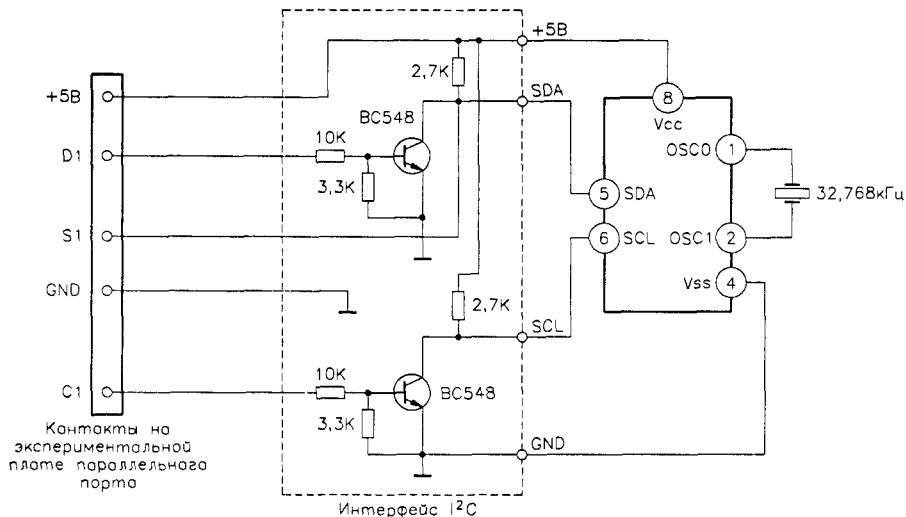 +5В
2,7К
+5В
SDA
8
Vcc
BC548
D1
10К
3,3К
OSC0
1
5
SDA
32,768кГц
S1
6
SCL
OSC1
2
GND
2,7К
Vss
4
SCL
C1
10К
BC548
3,3К
GND
Контакты на
экспериментальной
плате параллельного
порта
Интерфейс I²C